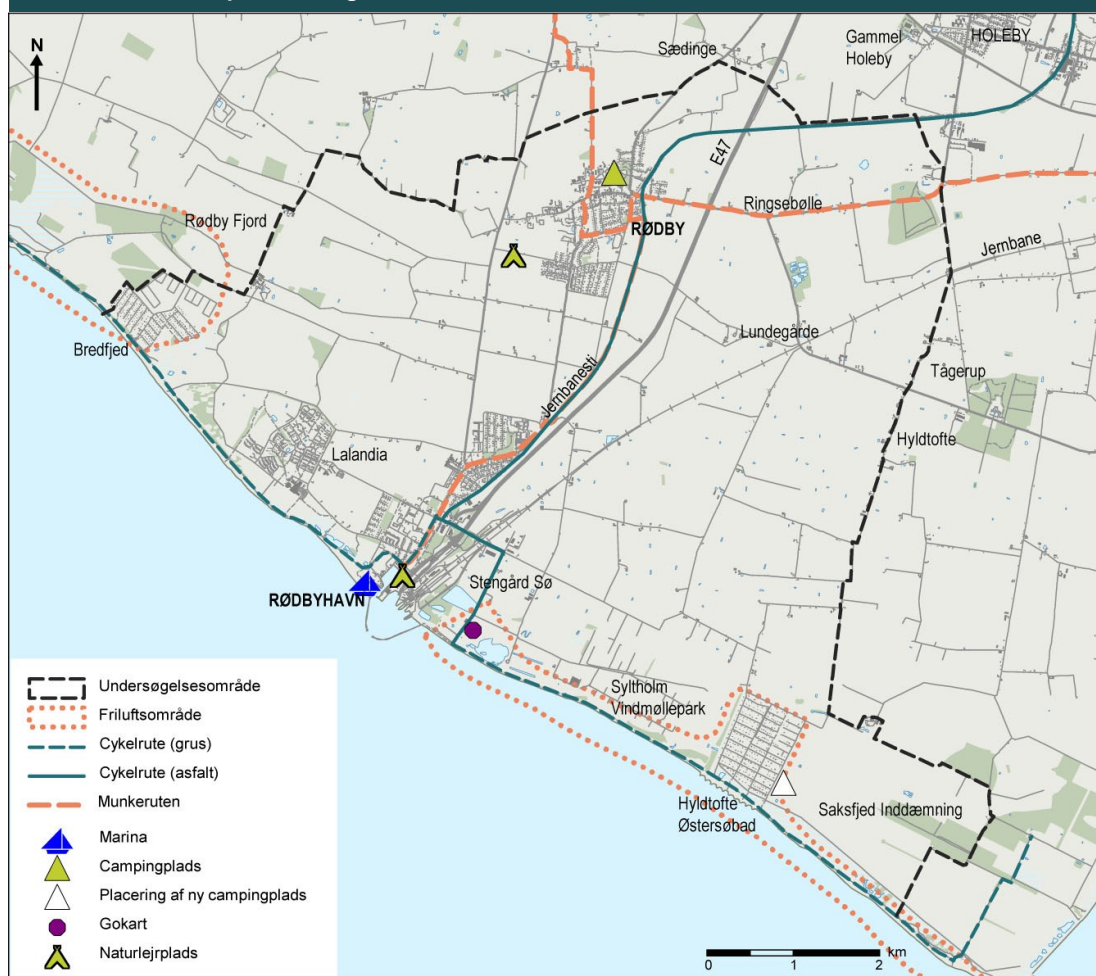 N
Sædinge
Gammel
Holeby
HOLEBY
E47
Rødby Fjord
RØDBY
Ringsebølle
Jernbane
Bredfjed
Lundegårde
Jernbanesti
Tågerup
Hyldtofte
Lalandia
Stengård Sø
RØDBYHAVN
Syltholm
Vindmøllepark
Hyldtofte
Østersøbad
Saksfjed Inddæmning
Undersøgelsesområde
Friluftsområde
Cykelrute (grus)
Cykelrute (asfalt)
Munkeruten
Marina
Campingplads
Placering af ny campingplads
Gokart
Naturlejrplads
km
0 1 2